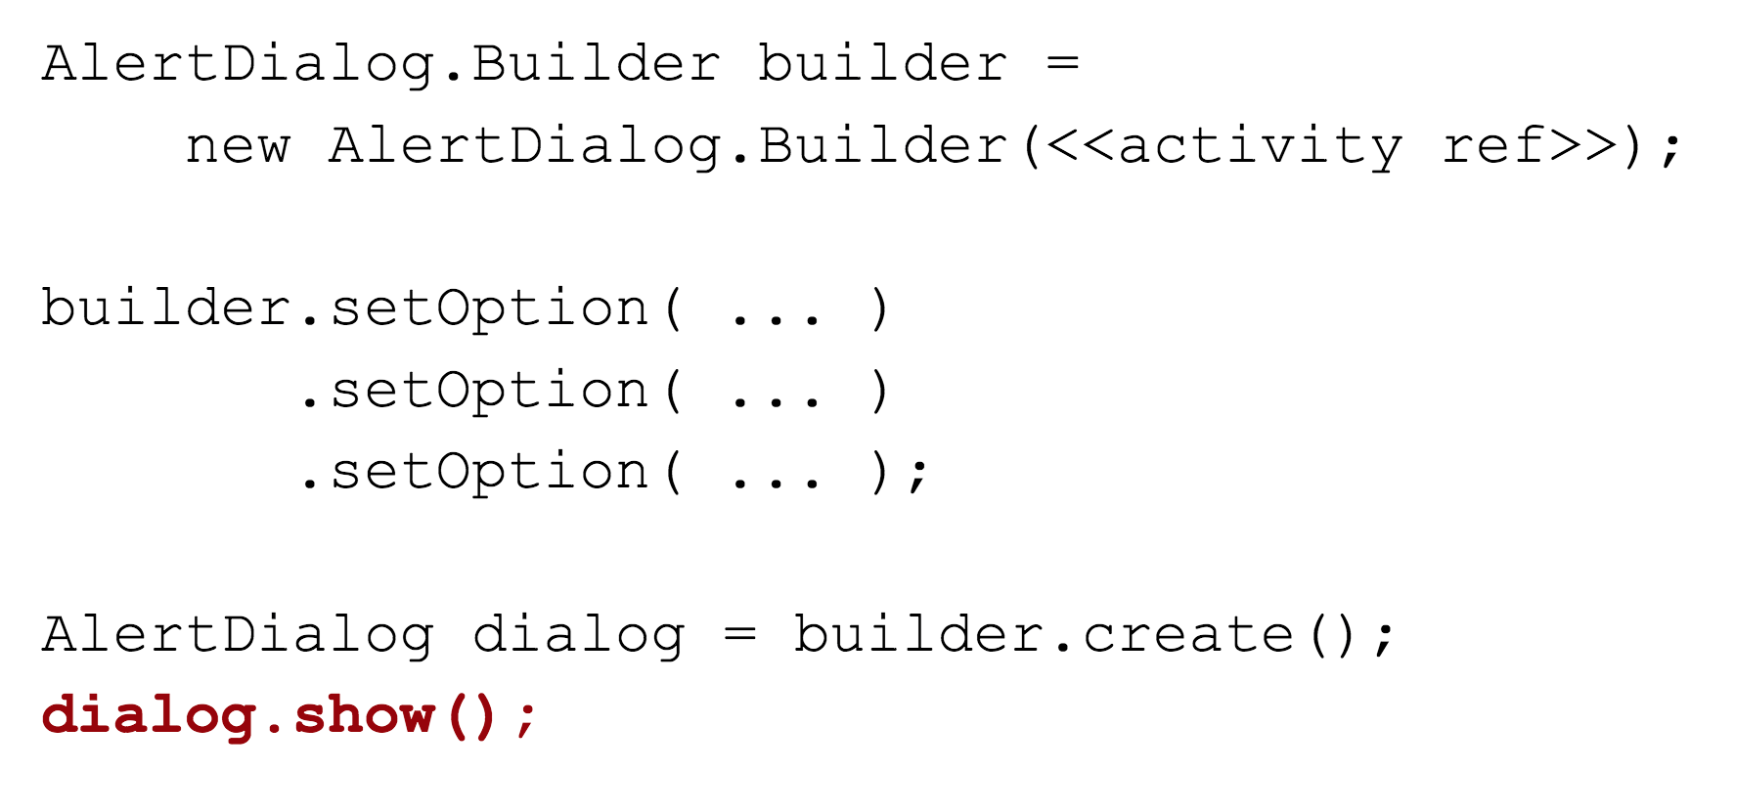 AlertDialog.Builder builder =
    new AlertDialog.Builder(<<activity ref>>);
builder.setOption( ... )
       .setOption( ... )
       .setOption( ... );
AlertDialog dialog = builder.create();
dialog.show();